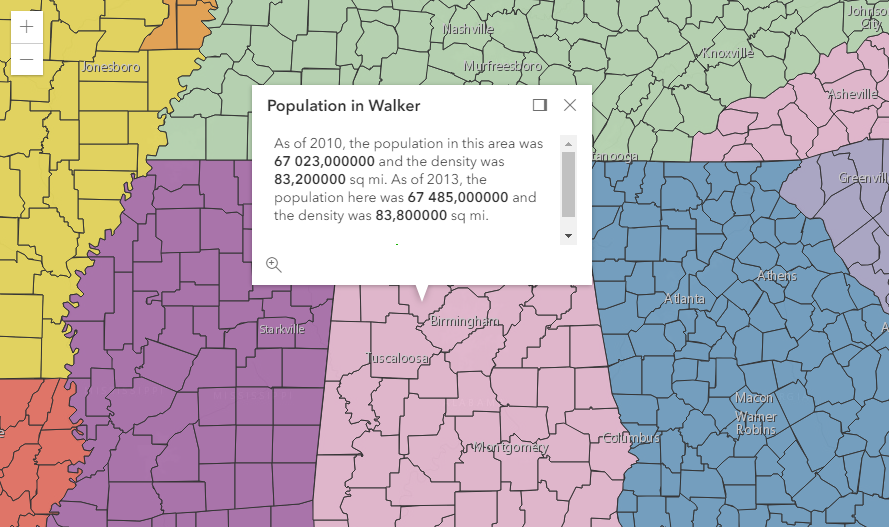 +
−
Nashville
Johnson
City
Knoxville
Jonesboro
Murfreesboro
Asheville
Population in Walker
As of 2010, the population in this area was
67 023,000000 and the density was
83,200000 sq mi. As of 2013, the
population here was 67 485,000000 and
the density was 83,800000 sq mi.
tanooga
Greenvill
Athens
Atlanta
Birmingham
Starkville
Tuscaloosa
Macon
Warner
Robins
Columbus
Montgomery
A
e